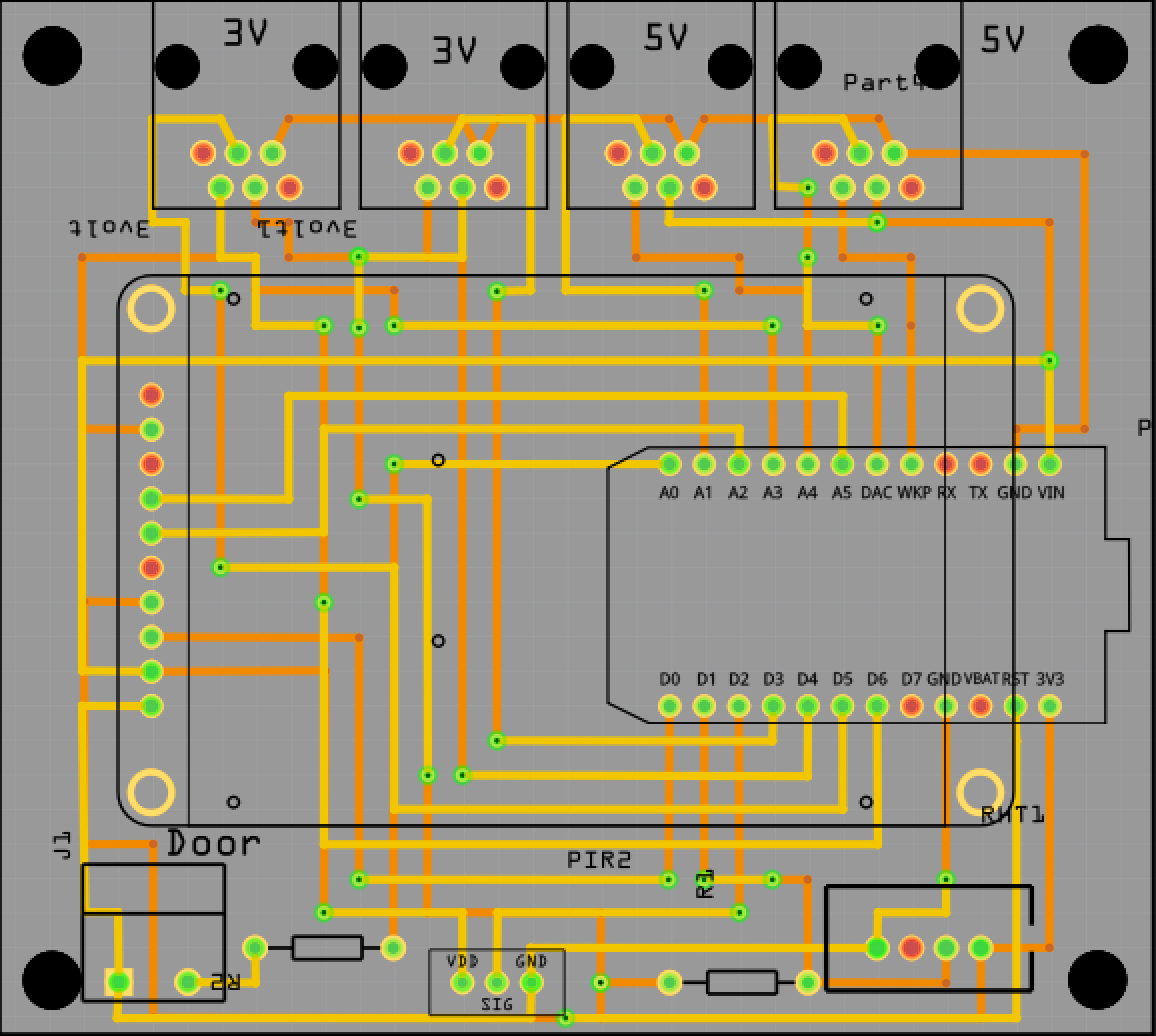 3V
3V
5V
5V
Part4
3volt
3volt1
P
A0 A1 A2 A3 A4 A5 DAC WKP RX TX GND VIN
D0 D1 D2 D3 D4 D5 D6 D7 GND VBAT RST 3V3
RHT1
J1
Door
PIR2
R1
VDD GND
R2
SIG